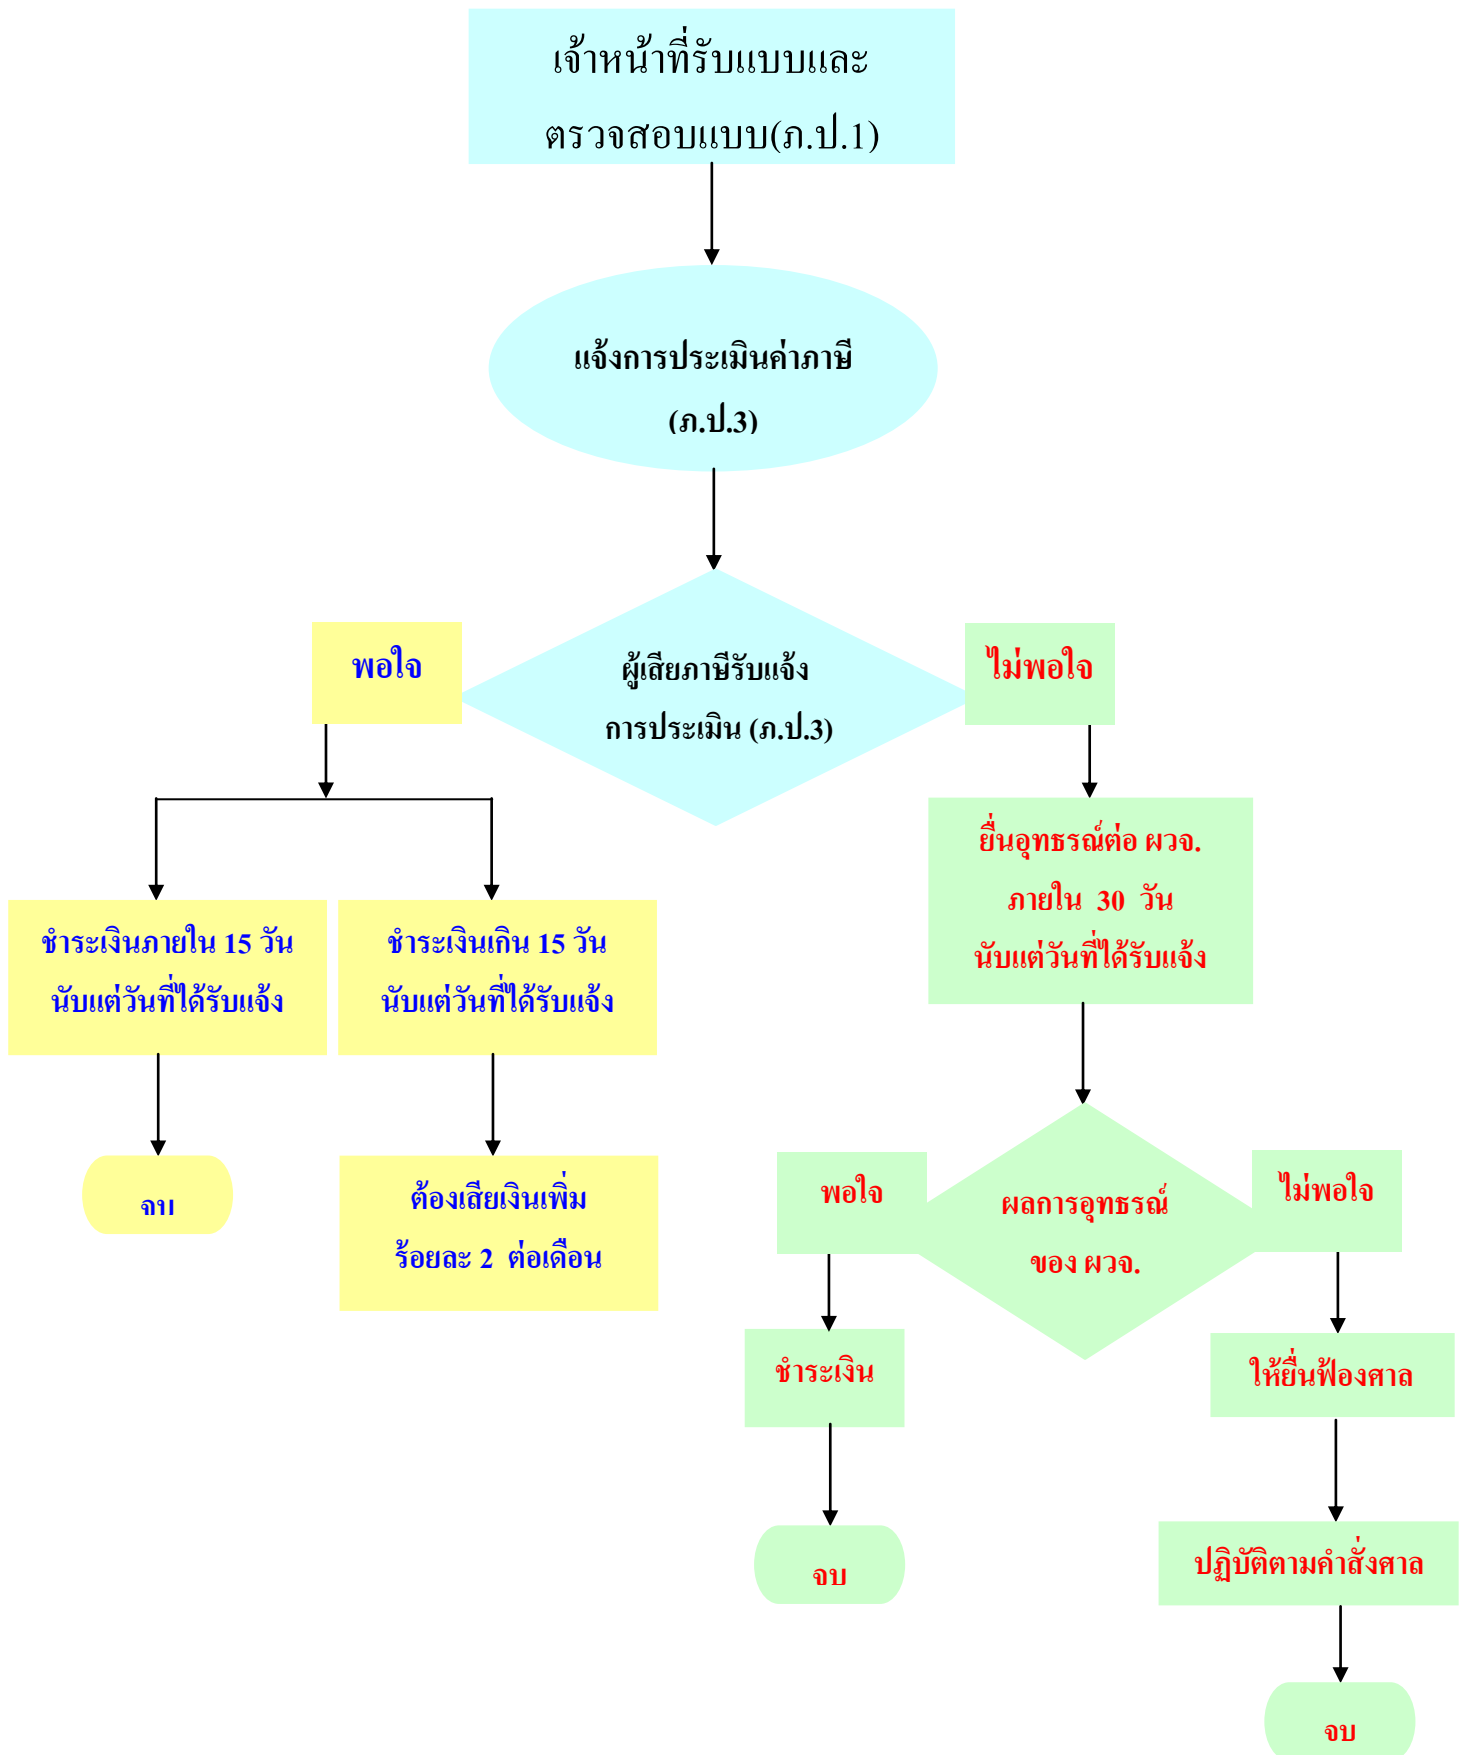 เจ้าหน้าที่รับแบบและ
ตรวจสอบแบบ(ภ.ป.1)
แจ้งการประเมินค่าภาษี
(ภ.ป.3)
พอใจ
ผู้เสียภาษีรับแจ้ง
การประเมิน (ภ.ป.3)
ไม่พอใจ
ชำระเงินภายใน 15 วัน
นับแต่วันที่ได้รับแจ้ง
ชำระเงินเกิน 15 วัน
นับแต่วันที่ได้รับแจ้ง
ยื่นอุทธรณ์ต่อ ผวจ.
ภายใน 30 วัน
นับแต่วันที่ได้รับแจ้ง
จบ
ต้องเสียเงินเพิ่ม
ร้อยละ 2 ต่อเดือน
พอใจ
ผลการอุทธรณ์
ของ ผวจ.
ไม่พอใจ
ชำระเงิน
ให้ยื่นฟ้องศาล
จบ
ปฏิบัติตามคำสั่งศาล
จบ